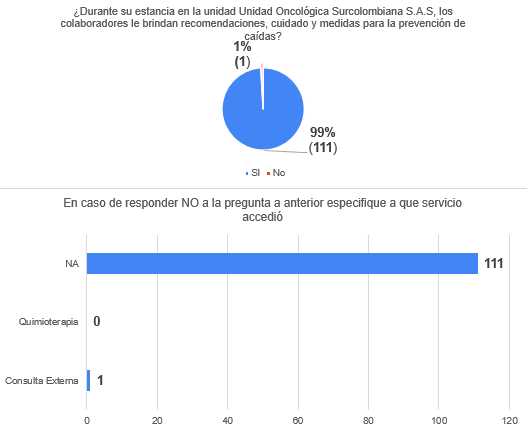 ¿Durante su estancia en la unidad Unidad Oncológica Surcolombiana S.A.S, los
colaboradores le brindan recomendaciones, cuidado y medidas para la prevención de
caídas?
1%
(1)
99%
(111)
SI No
En caso de responder NO a la pregunta a anterior especifique a que servicio
accedió
NA
111
Quimioterapia
0
Consulta Externa
1
0 20 40 60 80 100 120